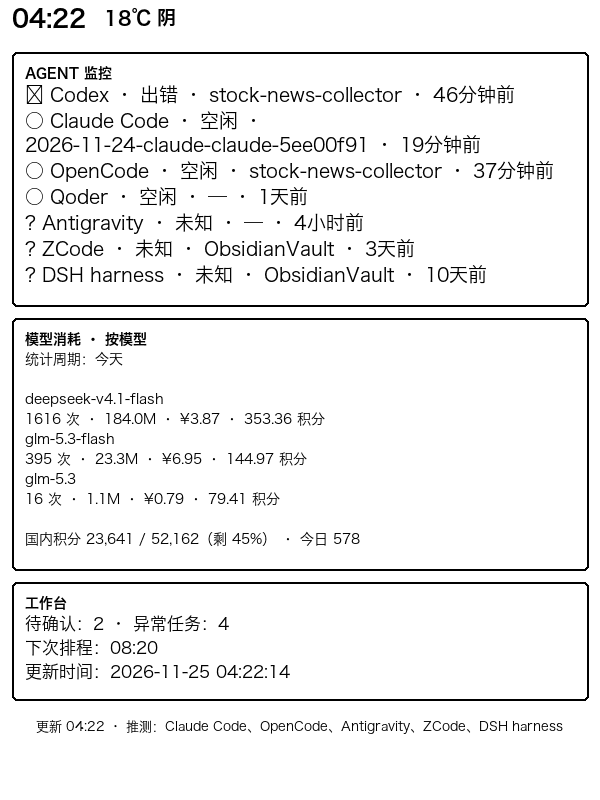 04:22 18℃ 阴
AGENT 监控
☒ Codex · 出错 · stock-news-collector · 46分钟前
○ Claude Code · 空闲 ·
2026-11-24-claude-claude-5ee00f91 · 19分钟前
○ OpenCode · 空闲 · stock-news-collector · 37分钟前
○ Qoder · 空闲 · — · 1天前
? Antigravity · 未知 · — · 4小时前
? ZCode · 未知 · ObsidianVault · 3天前
? DSH harness · 未知 · ObsidianVault · 10天前
模型消耗 · 按模型
统计周期：今天
deepseek-v4.1-flash
1616 次 · 184.0M · ¥3.87 · 353.36 积分
glm-5.3-flash
395 次 · 23.3M · ¥6.95 · 144.97 积分
glm-5.3
16 次 · 1.1M · ¥0.79 · 79.41 积分
国内积分 23,641 / 52,162（剩 45%） · 今日 578
工作台
待确认：2 · 异常任务：4
下次排程：08:20
更新时间：2026-11-25 04:22:14
更新 04:22 · 推测：Claude Code、OpenCode、Antigravity、ZCode、DSH harness